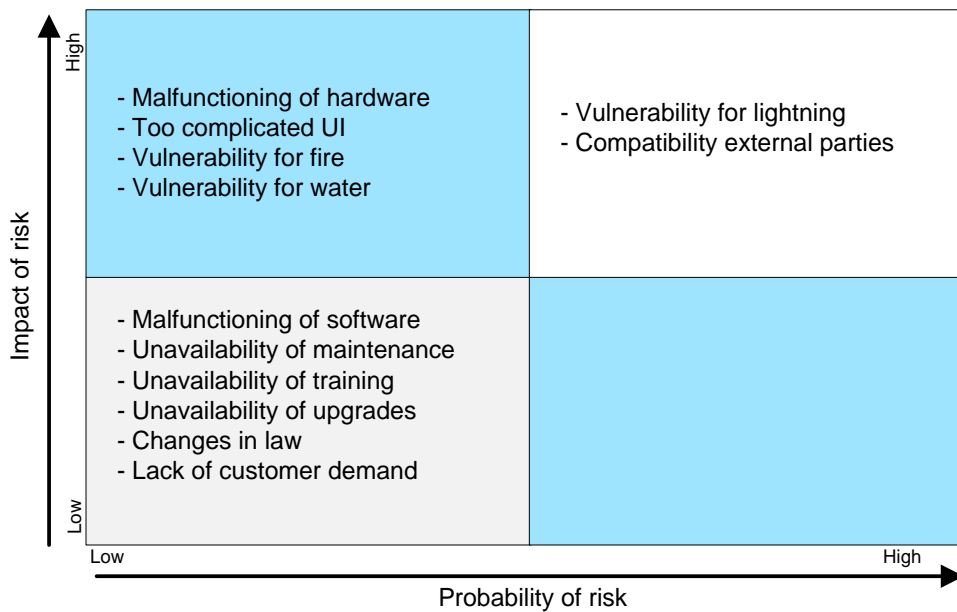 High
- Malfunctioning of hardware
- Too complicated UI
- Vulnerability for fire
- Vulnerability for water
- Vulnerability for lightning
- Compatibility external parties
Impact of risk
- Malfunctioning of software
- Unavailability of maintenance
- Unavailability of training
- Unavailability of upgrades
- Changes in law
- Lack of customer demand
Low
Low
High
Probability of risk